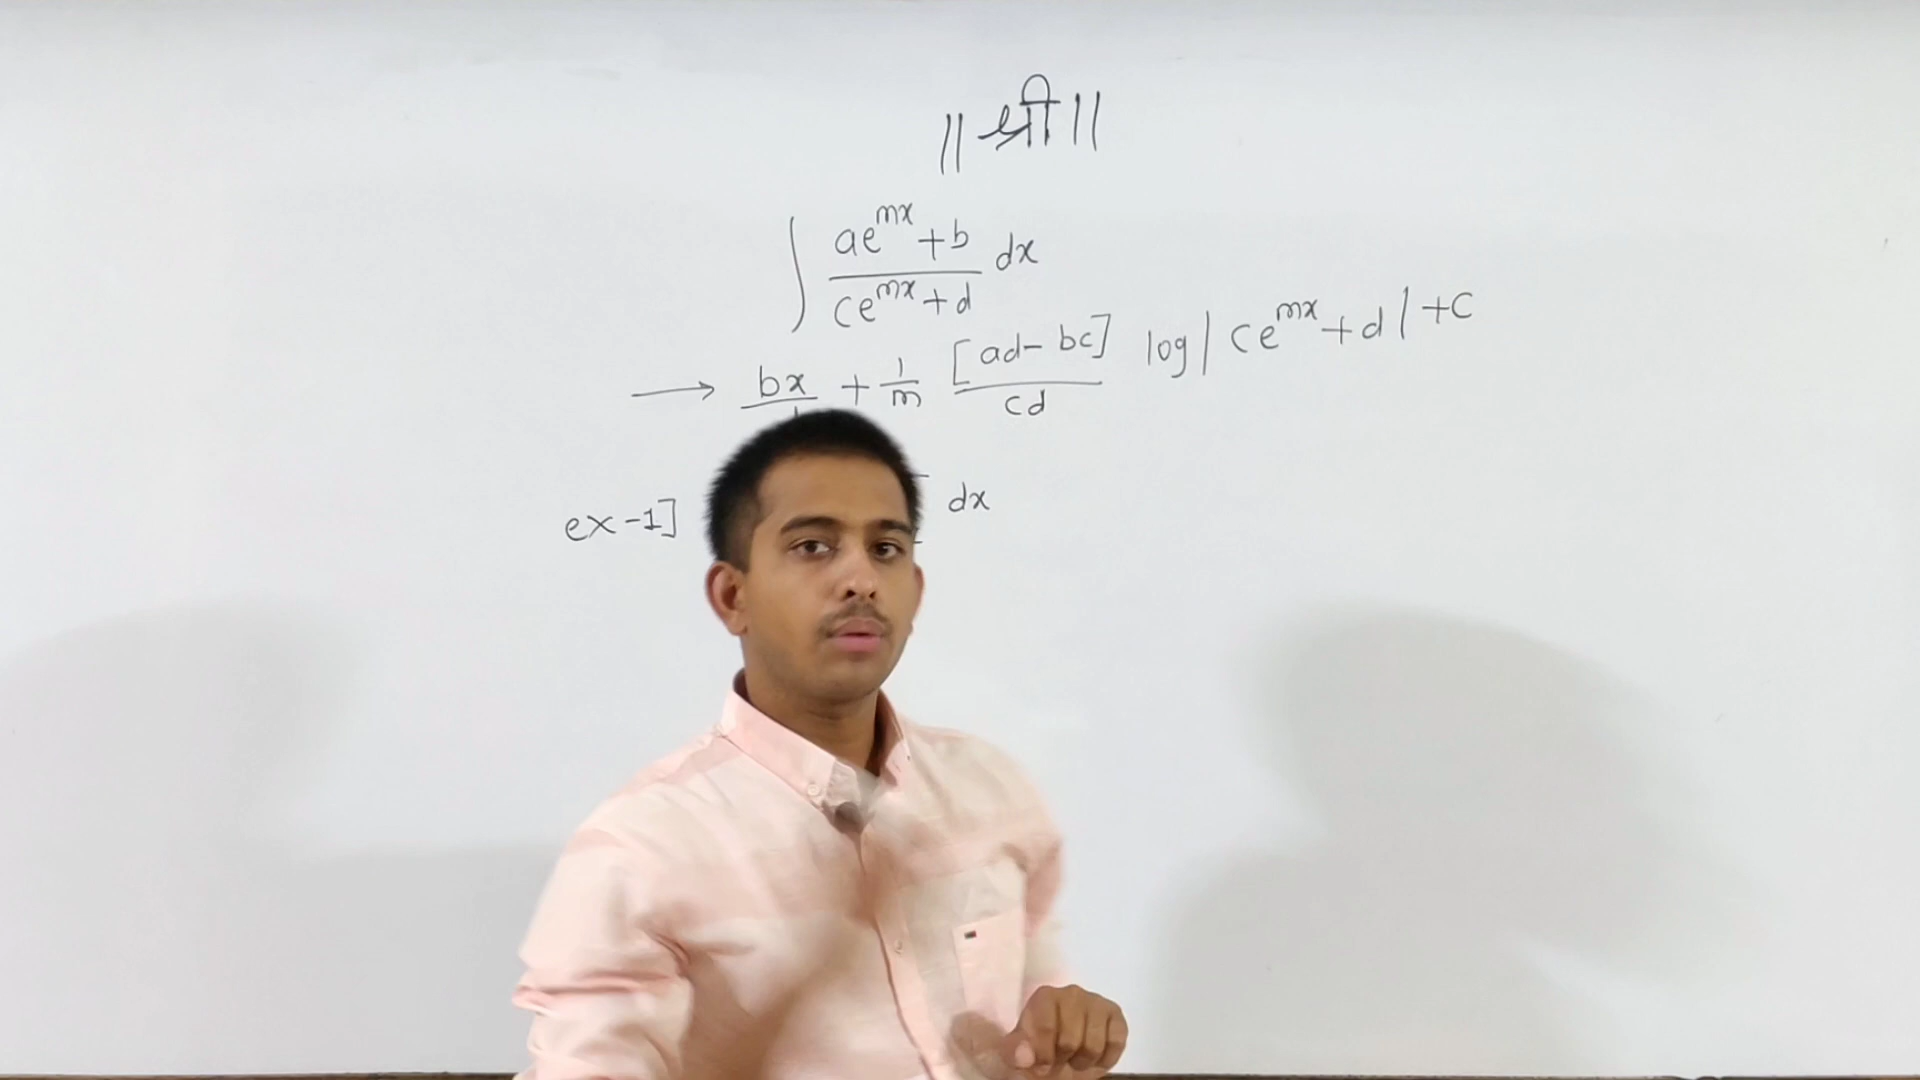 ॥ श्री ॥
∫ (ae^{mx} + b)/(ce^{mx} + d) dx
→ bx/d + 1/m [ad - bc]/cd log | ce^{mx} + d | + C
ex-1] dx